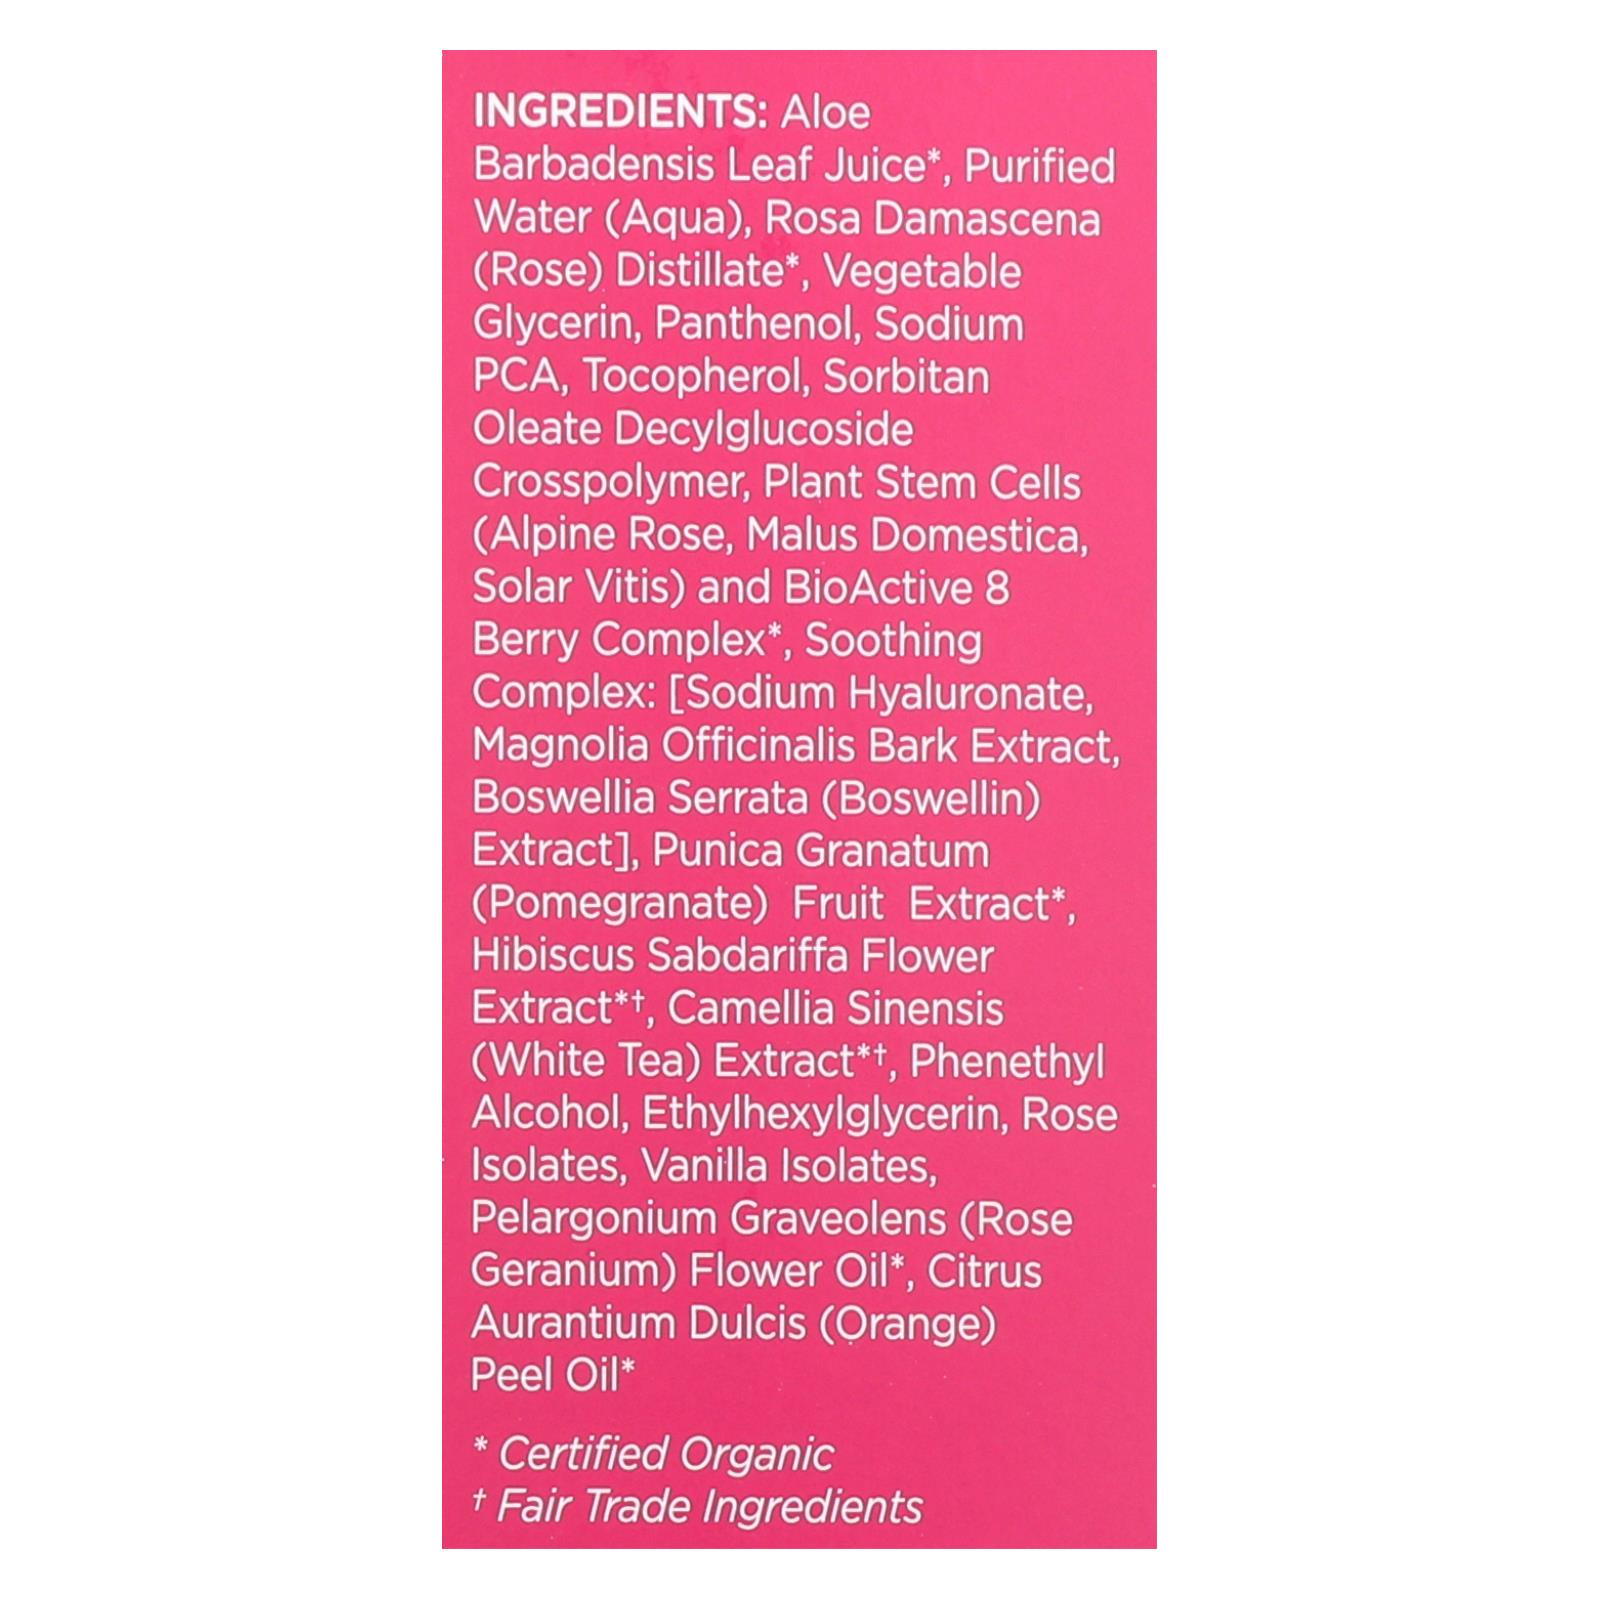 INGREDIENTS: Aloe
Barbadensis Leaf Juice*, Purified
Water (Aqua), Rosa Damascena
(Rose) Distillate*, Vegetable
Glycerin, Panthenol, Sodium
PCA, Tocopherol, Sorbitan
Oleate Decylglucoside
Crosspolymer, Plant Stem Cells
(Alpine Rose, Malus Domestica,
Solar Vitis) and BioActive 8
Berry Complex*, Soothing
Complex: [Sodium Hyaluronate,
Magnolia Officinalis Bark Extract,
Boswellia Serrata (Boswellin)
Extract], Punica Granatum
(Pomegranate) Fruit Extract*,
Hibiscus Sabdariffa Flower
Extract*†, Camellia Sinensis
(White Tea) Extract*†, Phenethyl
Alcohol, Ethylhexylglycerin, Rose
Isolates, Vanilla Isolates,
Pelargonium Graveolens (Rose
Geranium) Flower Oil*, Citrus
Aurantium Dulcis (Orange)
Peel Oil*
* Certified Organic
† Fair Trade Ingredients